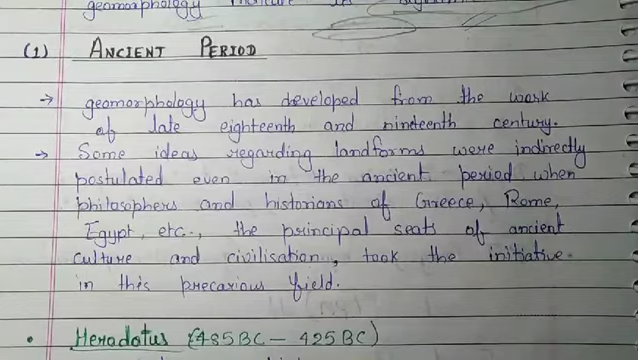 geomorphology
(1) ANCIENT PERIOD
→ geomorphology has developed from the work
of late eighteenth and nineteenth century.
→ Some ideas regarding landforms were indirectly
postulated even in the ancient period when
philosophers and historians of Greece, Rome,
Egypt, etc., the principal seats of ancient
culture and civilisation, took the initiative
in this precarious field.
• Herodotus (485BC – 425BC)